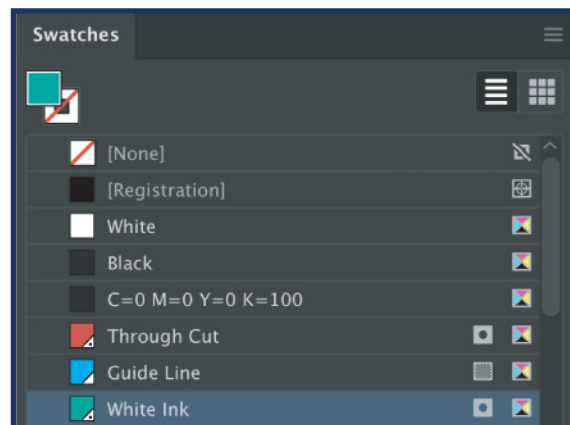 Swatches
[None]
[Registration]
White
Black
C=0 M=0 Y=0 K=100
Through Cut
Guide Line
White Ink